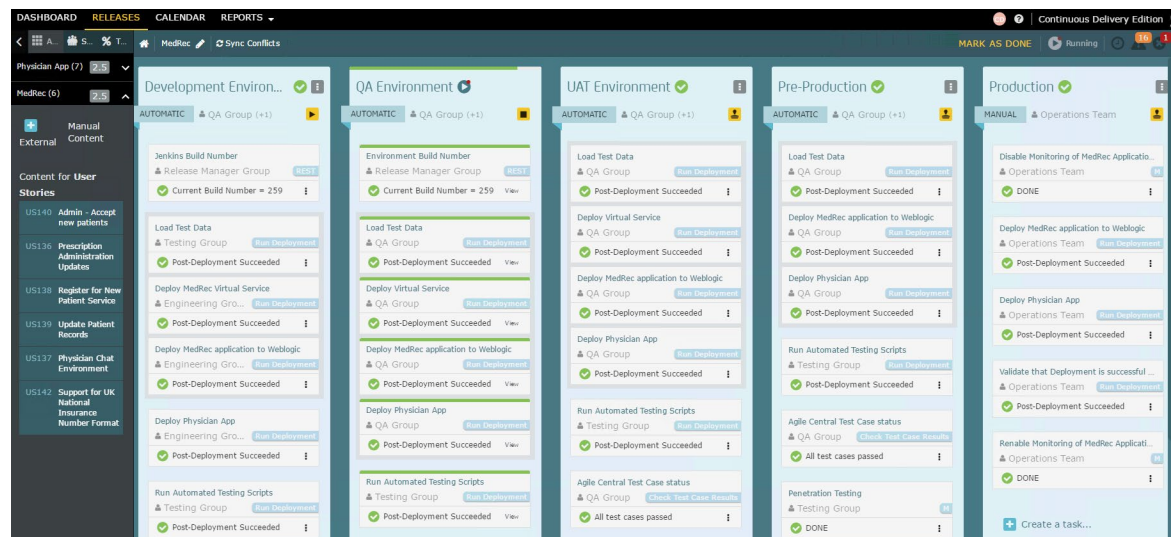 DASHBOARD RELEASES CALENDAR REPORTS
Continuous Delivery Edition
A... S... T...
MedRec Sync Conflicts
MARK AS DONE Running 16 1
Physician App (7) 2.5
MedRec (6) 2.5
External
Manual Content
Content for User Stories
US140 Admin - Accept new patients
US136 Prescription Administration Updates
US138 Register for New Patient Service
US139 Update Patient Records
US137 Physician Chat Environment
US142 Support for UK National Insurance Number Format
Development Environ...
AUTOMATIC QA Group (+1)
Jenkins Build Number
Release Manager Group REST
Current Build Number = 259
Load Test Data
Testing Group Run Deployment
Post-Deployment Succeeded
Deploy MedRec Virtual Service
Engineering Gro... Run Deployment
Post-Deployment Succeeded
Deploy MedRec application to Weblogic
Engineering Gro... Run Deployment
Post-Deployment Succeeded
Deploy Physician App
Engineering Gro... Run Deployment
Post-Deployment Succeeded
Run Automated Testing Scripts
Testing Group Run Deployment
Post-Deployment Succeeded
QA Environment
AUTOMATIC QA Group (+1)
Environment Build Number
Release Manager Group REST
Current Build Number = 259 View
Load Test Data
QA Group Run Deployment
Post-Deployment Succeeded View
Deploy Virtual Service
QA Group Run Deployment
Post-Deployment Succeeded View
Deploy MedRec application to Weblogic
QA Group Run Deployment
Post-Deployment Succeeded View
Deploy Physician App
QA Group Run Deployment
Post-Deployment Succeeded View
Run Automated Testing Scripts
Testing Group Run Deployment
Post-Deployment Succeeded View
UAT Environment
AUTOMATIC QA Group (+1)
Load Test Data
QA Group Run Deployment
Post-Deployment Succeeded
Deploy Virtual Service
QA Group Run Deployment
Post-Deployment Succeeded
Deploy MedRec application to Weblogic
QA Group Run Deployment
Post-Deployment Succeeded
Deploy Physician App
QA Group Run Deployment
Post-Deployment Succeeded
Run Automated Testing Scripts
Testing Group Run Deployment
Post-Deployment Succeeded
Agile Central Test Case status
QA Group Check Test Case Results
All test cases passed
Pre-Production
AUTOMATIC QA Group (+1)
Load Test Data
QA Group Run Deployment
Post-Deployment Succeeded
Deploy MedRec application to Weblogic
QA Group Run Deployment
Post-Deployment Succeeded
Deploy Physician App
QA Group Run Deployment
Post-Deployment Succeeded
Run Automated Testing Scripts
Testing Group Run Deployment
Post-Deployment Succeeded
Agile Central Test Case status
QA Group Check Test Case Results
All test cases passed
Penetration Testing
Testing Group M
DONE
Production
MANUAL Operations Team
Disable Monitoring of MedRec Applicatio...
Operations Team M
DONE
Deploy MedRec application to Weblogic
Operations Team Run Deployment
Post-Deployment Succeeded
Deploy Physician App
Operations Team Run Deployment
Post-Deployment Succeeded
Validate that Deployment is successful ...
Operations Team Run Deployment
Post-Deployment Succeeded
Renable Monitoring of MedRec Applicati...
Operations Team M
DONE
Create a task...